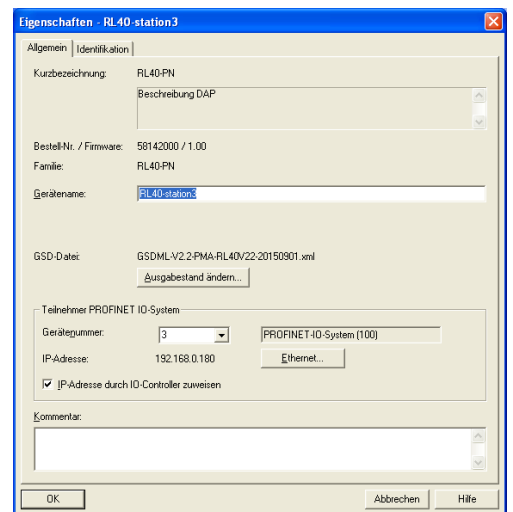 Eigenschaften - RL40-station3
Allgemein Identifikation
Kurzbezeichnung: RL40-PN
Beschreibung DAP
Bestell-Nr. / Firmware: 58142000 / 1.00
Familie: RL40-PN
Gerätename: RL40-station3
GSD-Datei: GSDML-V2.2-PMA-RL40V22-20150901.xml
Ausgabestand ändern...
Teilnehmer PROFINET IO-System
Gerätenummer: 3 PROFINET-IO-System (100)
IP-Adresse: 192.168.0.180 Ethernet...
IP-Adresse durch IO-Controller zuweisen
Kommentar:
OK Abbrechen Hilfe